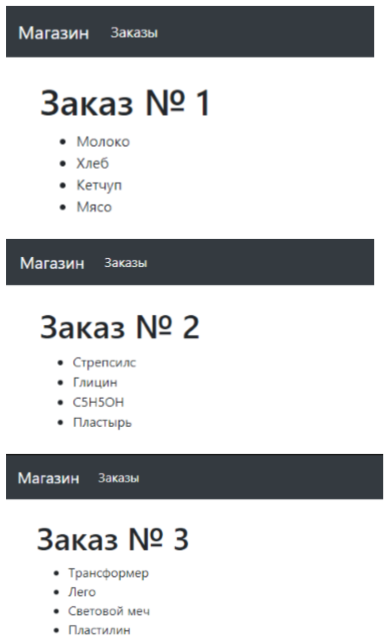 Магазин Заказы
Заказ № 1
Молоко
Хлеб
Кетчуп
Мясо
Магазин Заказы
Заказ № 2
Стрепсилс
Глицин
C5H5OH
Пластырь
Магазин Заказы
Заказ № 3
Трансформер
Лего
Световой меч
Пластилин